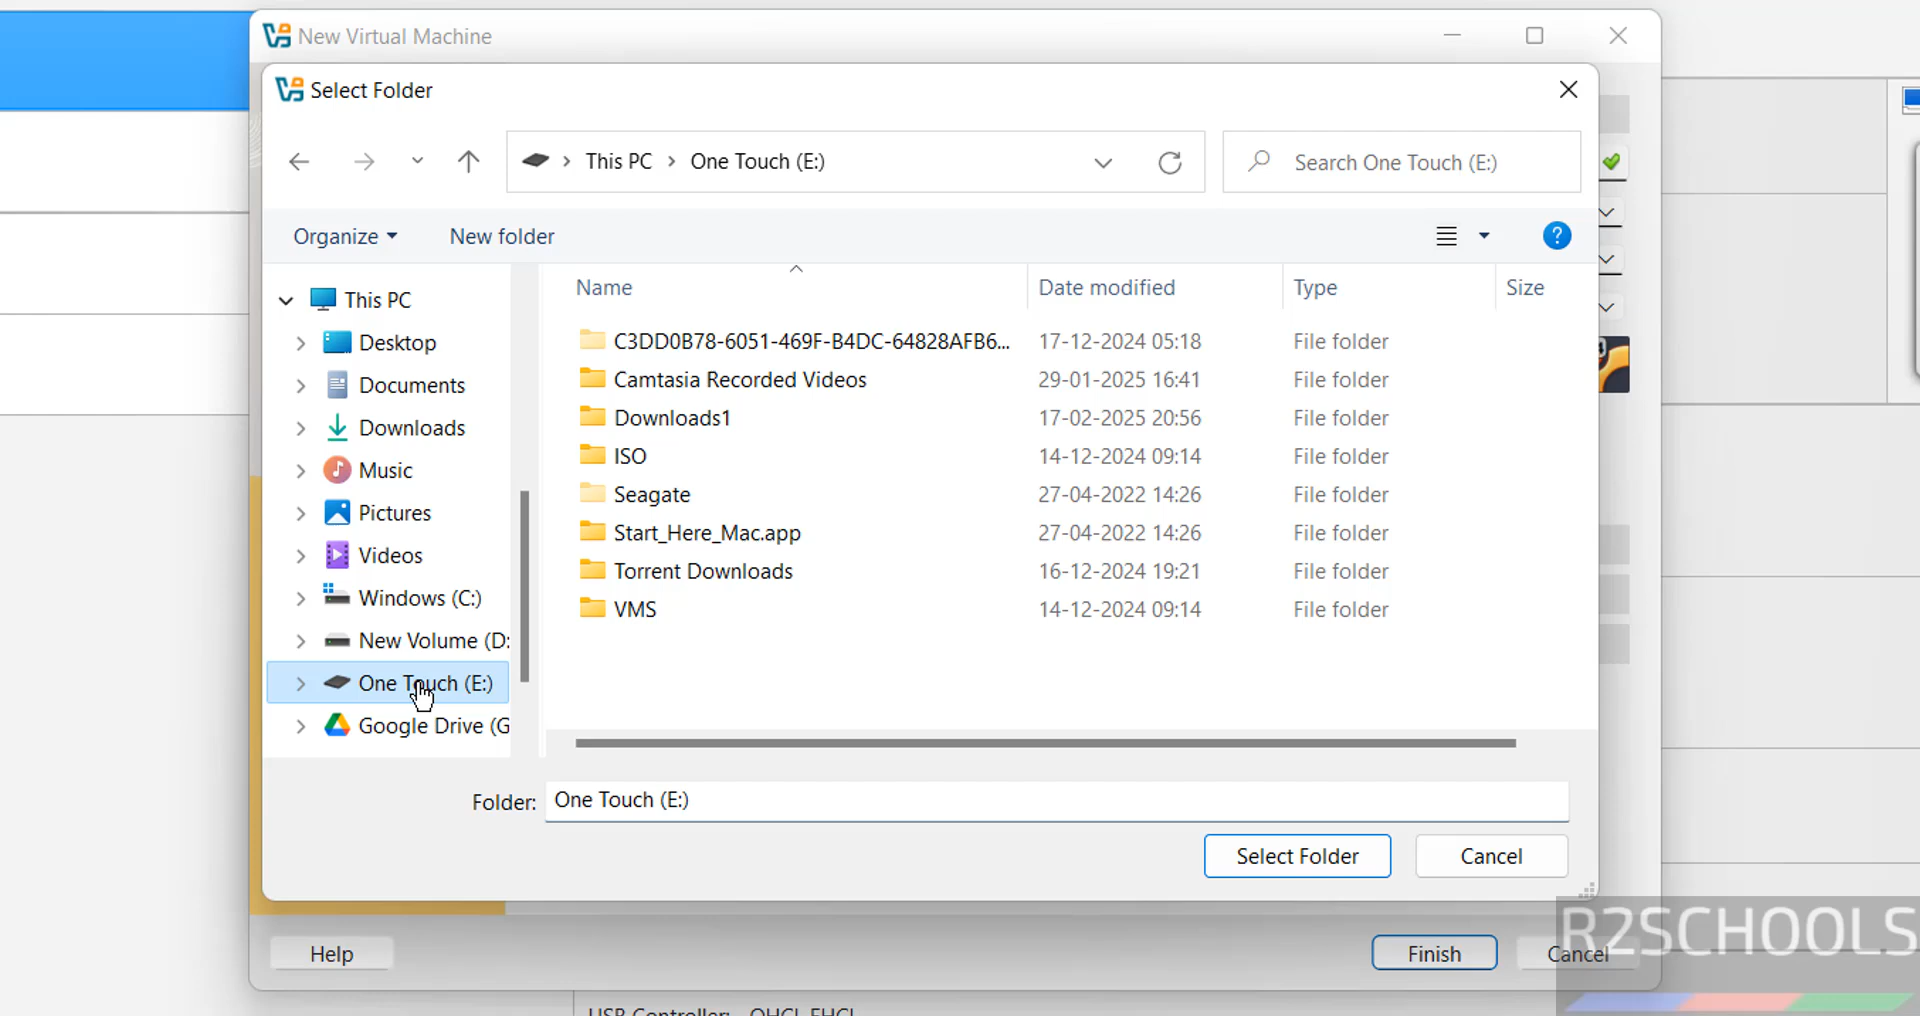 New Virtual Machine
Select Folder
This PC > One Touch (E:)
Search One Touch (E:)
Organize
New folder
Name
Date modified
Type
Size
This PC
Desktop
Documents
Downloads
Music
Pictures
Videos
Windows (C:)
New Volume (D:
One Touch (E:)
Google Drive (G
C3DD0B78-6051-469F-B4DC-64828AFB6... 17-12-2024 05:18 File folder
Camtasia Recorded Videos 29-01-2025 16:41 File folder
Downloads1 17-02-2025 20:56 File folder
ISO 14-12-2024 09:14 File folder
Seagate 27-04-2022 14:26 File folder
Start_Here_Mac.app 27-04-2022 14:26 File folder
Torrent Downloads 16-12-2024 19:21 File folder
VMS 14-12-2024 09:14 File folder
Folder: One Touch (E:)
Select Folder
Cancel
Help
Finish
Cancel
R2SCHOOLS
USB Controller: OHCI, EHCI